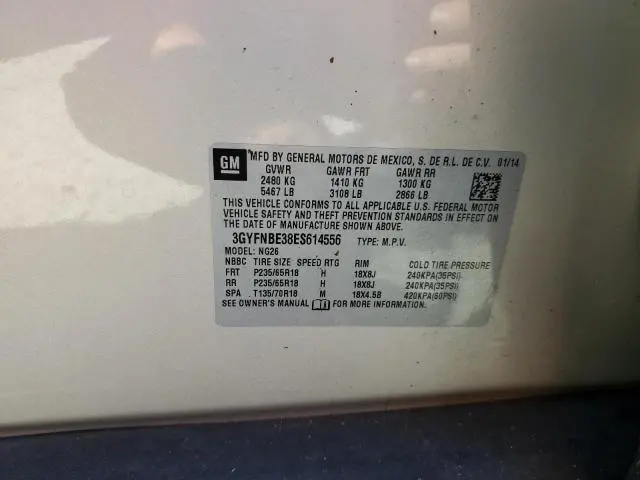 GM
MFD BY GENERAL MOTORS DE MEXICO, S. DE R.L. DE C.V. 01/14
GVWR GAWR FRT GAWR RR
2480 KG 1410 KG 1300 KG
5467 LB 3108 LB 2866 LB
THIS VEHICLE CONFORMS TO ALL APPLICABLE U.S. FEDERAL MOTOR
VEHICLE SAFETY AND THEFT PREVENTION STANDARDS IN EFFECT ON
THE DATE OF MANUFACTURE SHOWN ABOVE.
3GYFNBE38ES614556 TYPE: M.P.V.
MODEL: NG26
NBBC TIRE SIZE SPEED RTG RIM COLD TIRE PRESSURE
FRT P235/65R18 H 18X8J 240KPA(35PSI)
RR P235/65R18 H 18X8J 240KPA(35PSI)
SPA T135/70R18 M 18X4.5B 420KPA(60PSI)
SEE OWNER'S MANUAL FOR MORE INFORMATION.